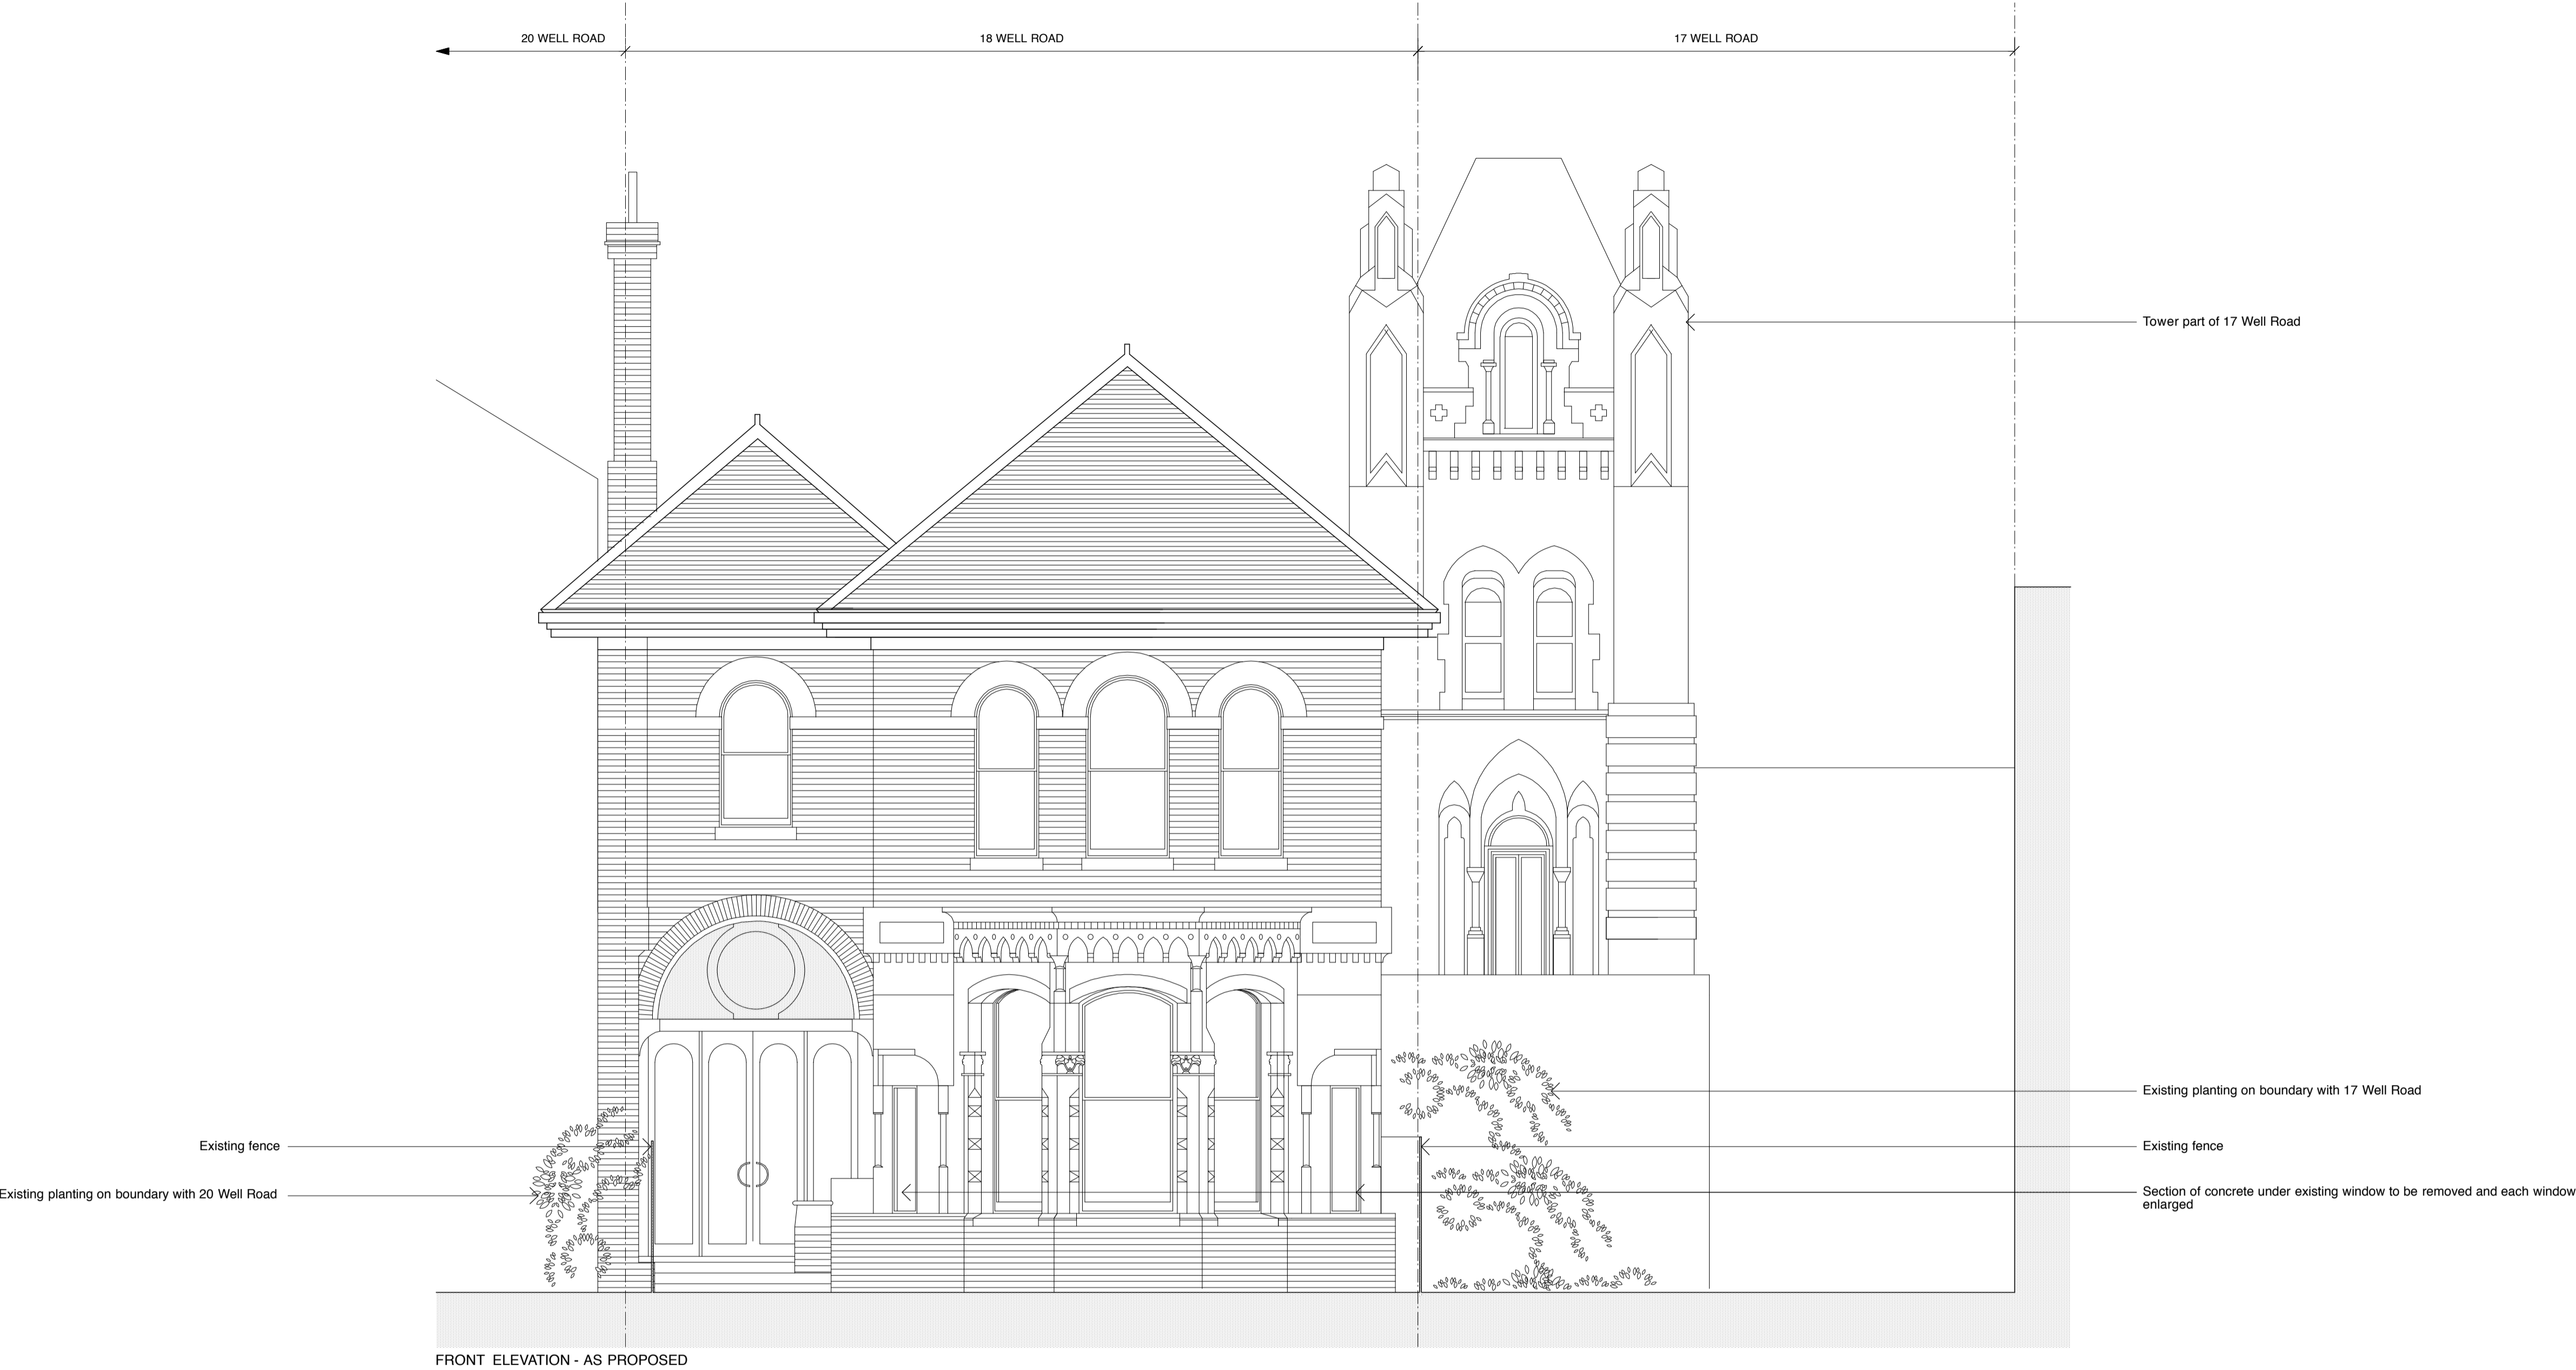 20 WELL ROAD
18 WELL ROAD
17 WELL ROAD
Tower part of 17 Well Road
Existing planting on boundary with 17 Well Road
Existing fence
Existing fence
Existing planting on boundary with 20 Well Road
Section of concrete under existing window to be removed and each window
enlarged
FRONT ELEVATION - AS PROPOSED